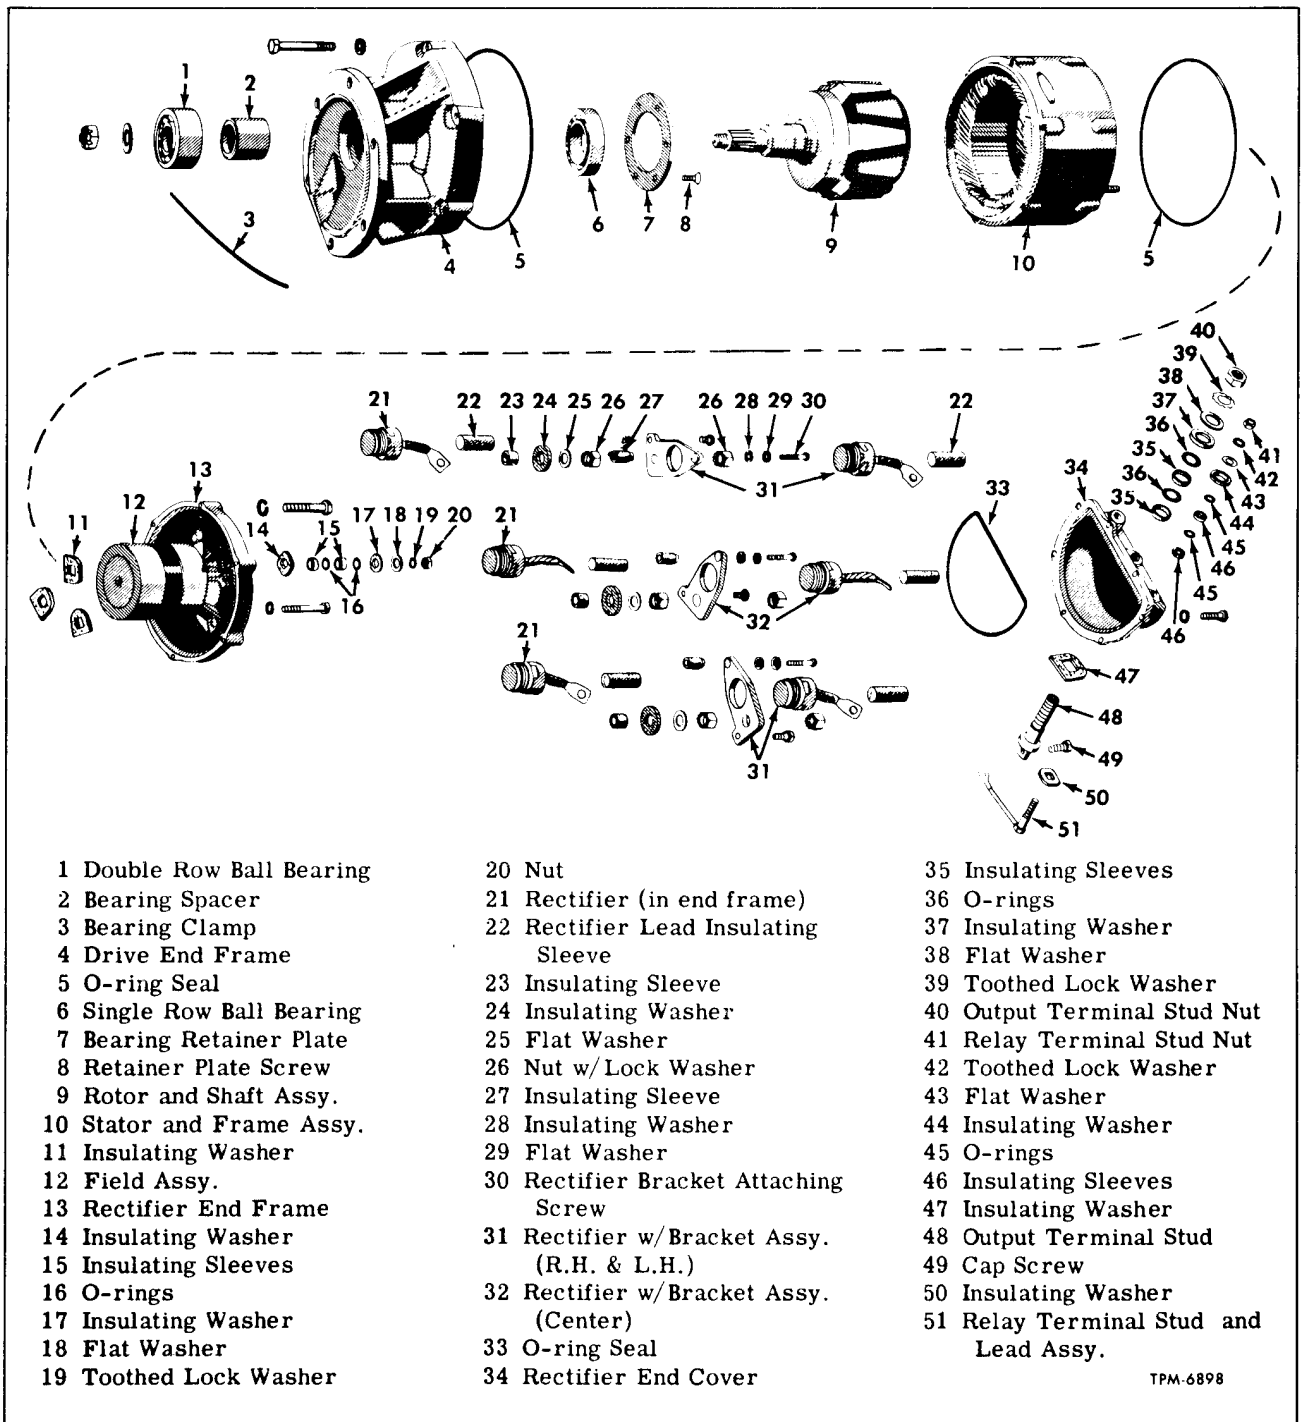 1
2
3
4
5
6
7
8
9
10
5
40
39
38
37
36
35
36
35
34
41
42
43
44
45
46
45
46
21
22
23
24
25
26
27
26
28
29
30
22
31
33
13
12
11
14
15
16
17
18
19
20
21
32
21
31
47
48
49
50
51
1 Double Row Ball Bearing
2 Bearing Spacer
3 Bearing Clamp
4 Drive End Frame
5 O-ring Seal
6 Single Row Ball Bearing
7 Bearing Retainer Plate
8 Retainer Plate Screw
9 Rotor and Shaft Assy.
10 Stator and Frame Assy.
11 Insulating Washer
12 Field Assy.
13 Rectifier End Frame
14 Insulating Washer
15 Insulating Sleeves
16 O-rings
17 Insulating Washer
18 Flat Washer
19 Toothed Lock Washer
20 Nut
21 Rectifier (in end frame)
22 Rectifier Lead Insulating
Sleeve
23 Insulating Sleeve
24 Insulating Washer
25 Flat Washer
26 Nut w/Lock Washer
27 Insulating Sleeve
28 Insulating Washer
29 Flat Washer
30 Rectifier Bracket Attaching
Screw
31 Rectifier w/Bracket Assy.
(R.H. & L.H.)
32 Rectifier w/Bracket Assy.
(Center)
33 O-ring Seal
34 Rectifier End Cover
35 Insulating Sleeves
36 O-rings
37 Insulating Washer
38 Flat Washer
39 Toothed Lock Washer
40 Output Terminal Stud Nut
41 Relay Terminal Stud Nut
42 Toothed Lock Washer
43 Flat Washer
44 Insulating Washer
45 O-rings
46 Insulating Sleeves
47 Insulating Washer
48 Output Terminal Stud
49 Cap Screw
50 Insulating Washer
51 Relay Terminal Stud and
Lead Assy.
TPM-6898